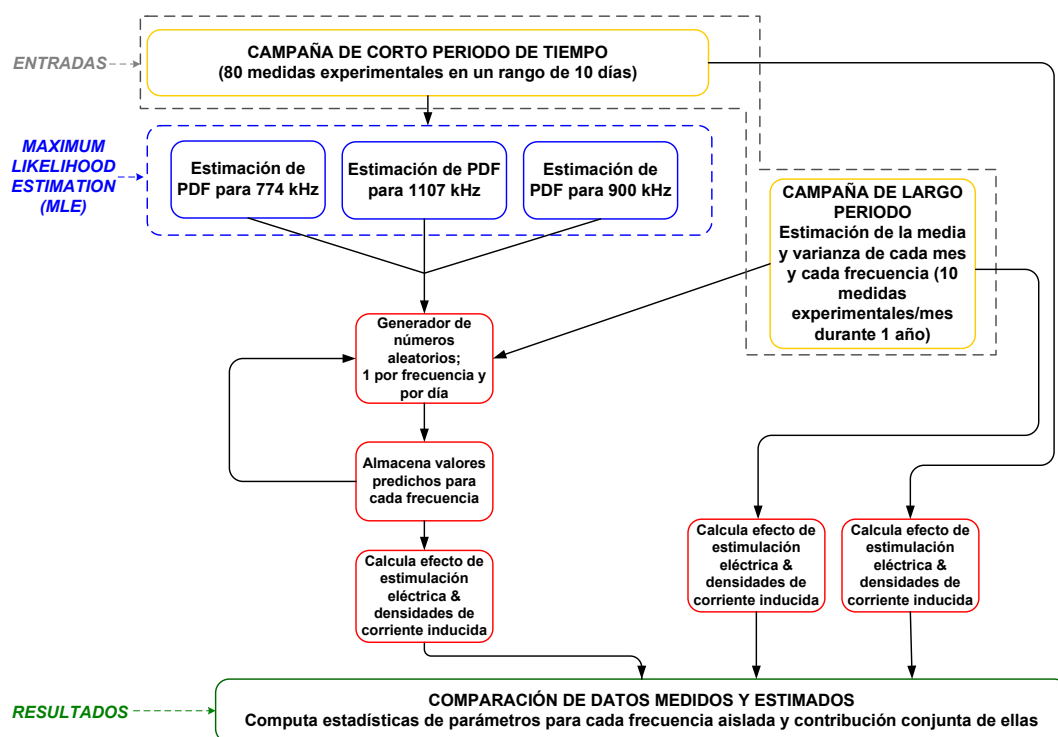 CAMPAÑA DE CORTO PERIODO DE TIEMPO
(80 medidas experimentales en un rango de 10 días)
ENTRADAS
MAXIMUM
LIKELIHOOD
ESTIMATION
(MLE)
Estimación de
PDF para 774 kHz
Estimación de PDF
para 1107 kHz
Estimación de
PDF para 900 kHz
CAMPAÑA DE LARGO
PERIODO
Estimación de la media
y varianza de cada mes
y cada frecuencia (10
medidas
experimentales/mes
durante 1 año)
Generador de
números
aleatorios;
1 por frecuencia y
por día
Almacena valores
predichos para
cada frecuencia
Calcula efecto de
estimulación
eléctrica &
densidades de
corriente inducida
Calcula efecto de
estimulación
eléctrica &
densidades de
corriente inducida
Calcula efecto de
estimulación
eléctrica &
densidades de
corriente inducida
RESULTADOS
COMPARACIÓN DE DATOS MEDIDOS Y ESTIMADOS
Computa estadísticas de parámetros para cada frecuencia aislada y contribución conjunta de ellas